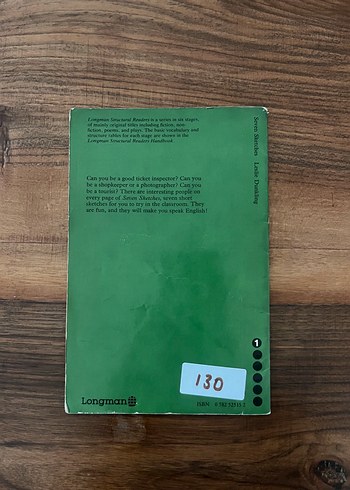 Longman Structural Readers is a series in six stages,
of mainly original titles including fiction, non-
fiction, poems, and plays. The basic vocabulary and
structure tables for each stage are shown in the
Longman Structural Readers Handbook.
Seven Sketches Leslie Dunkling
Can you be a good ticket inspector? Can you
be a shopkeeper or a photographer? Can you
be a tourist? There are interesting people on
every page of Seven Sketches, seven short
sketches for you to try in the classroom. They
are fun, and they will make you speak English!
1
130
Longman
ISBN 0 582